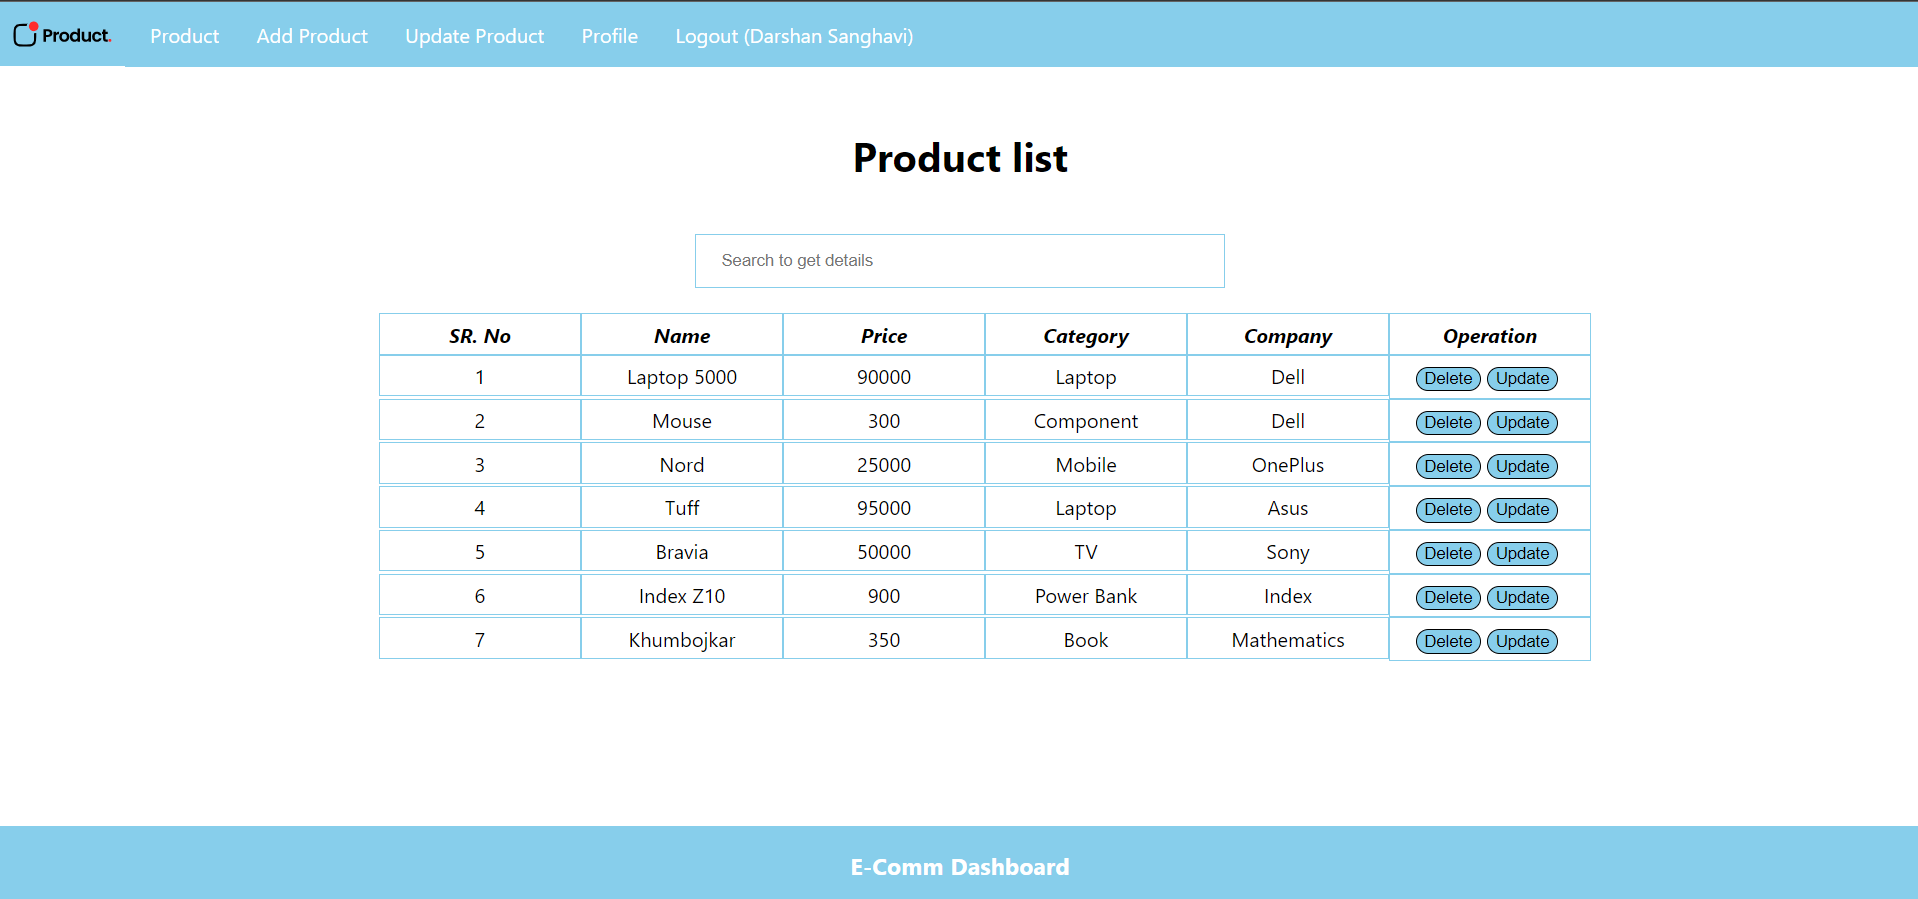 Product. Product Add Product Update Product Profile Logout (Darshan Sanghavi)
Product list
Search to get details
SR. No Name Price Category Company Operation
1 Laptop 5000 90000 Laptop Dell Delete Update
2 Mouse 300 Component Dell Delete Update
3 Nord 25000 Mobile OnePlus Delete Update
4 Tuff 95000 Laptop Asus Delete Update
5 Bravia 50000 TV Sony Delete Update
6 Index Z10 900 Power Bank Index Delete Update
7 Khumbojkar 350 Book Mathematics Delete Update
E-Comm Dashboard